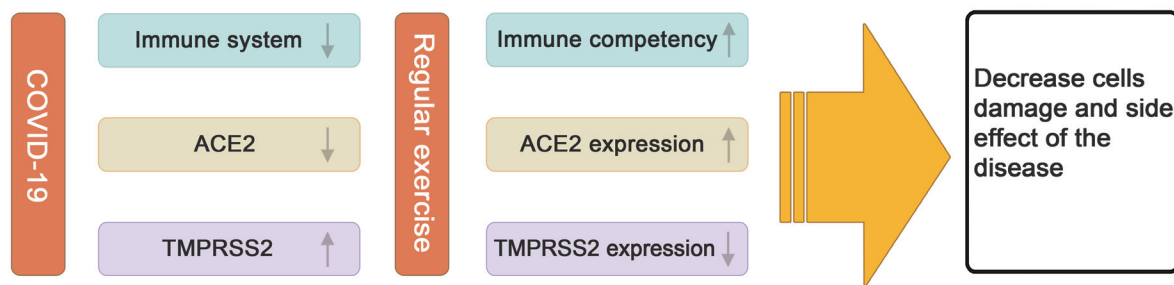 COVID-19
Immune system ↓
ACE2 ↓
TMPRSS2 ↑
Regular exercise
Immune competency ↑
ACE2 expression ↑
TMPRSS2 expression ↓
Decrease cells
damage and side
effect of the
disease